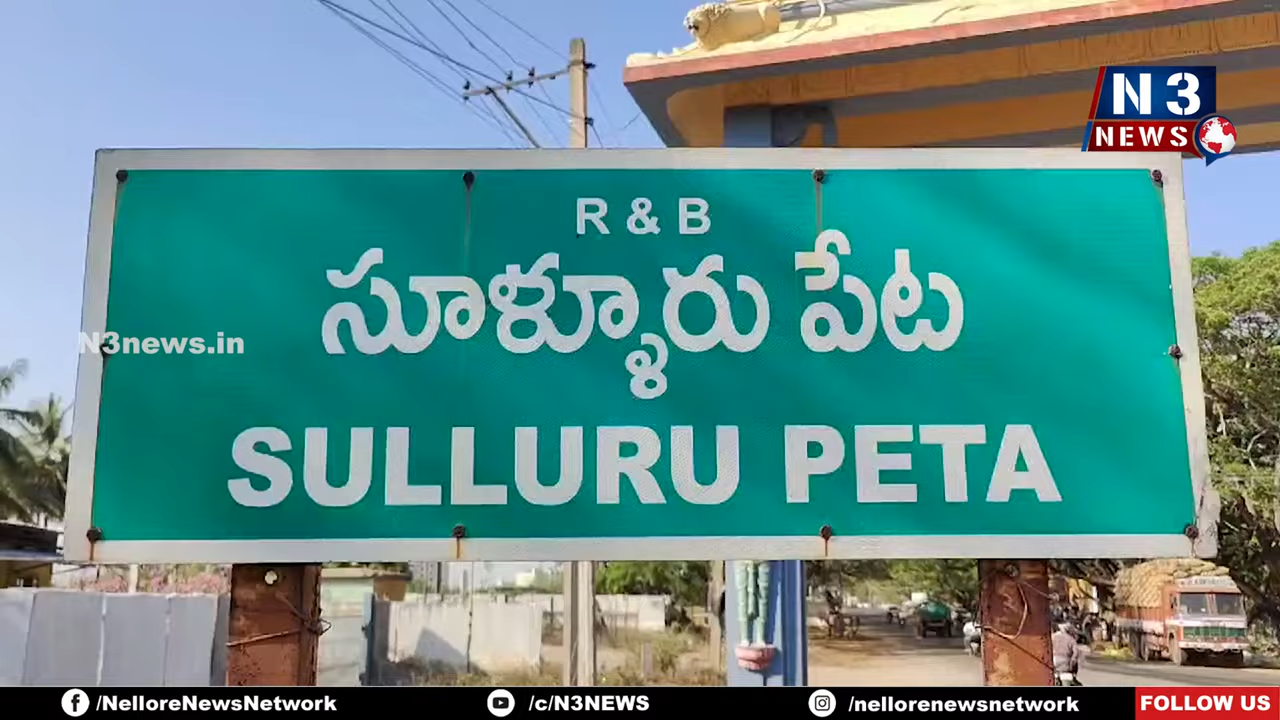 N3
NEWS
R & B
సూళ్ళూరు పేట
N3news.in
SULLURU PETA
/NelloreNewsNetwork
/c/N3NEWS
/nellorenewsnetwork
FOLLOW US